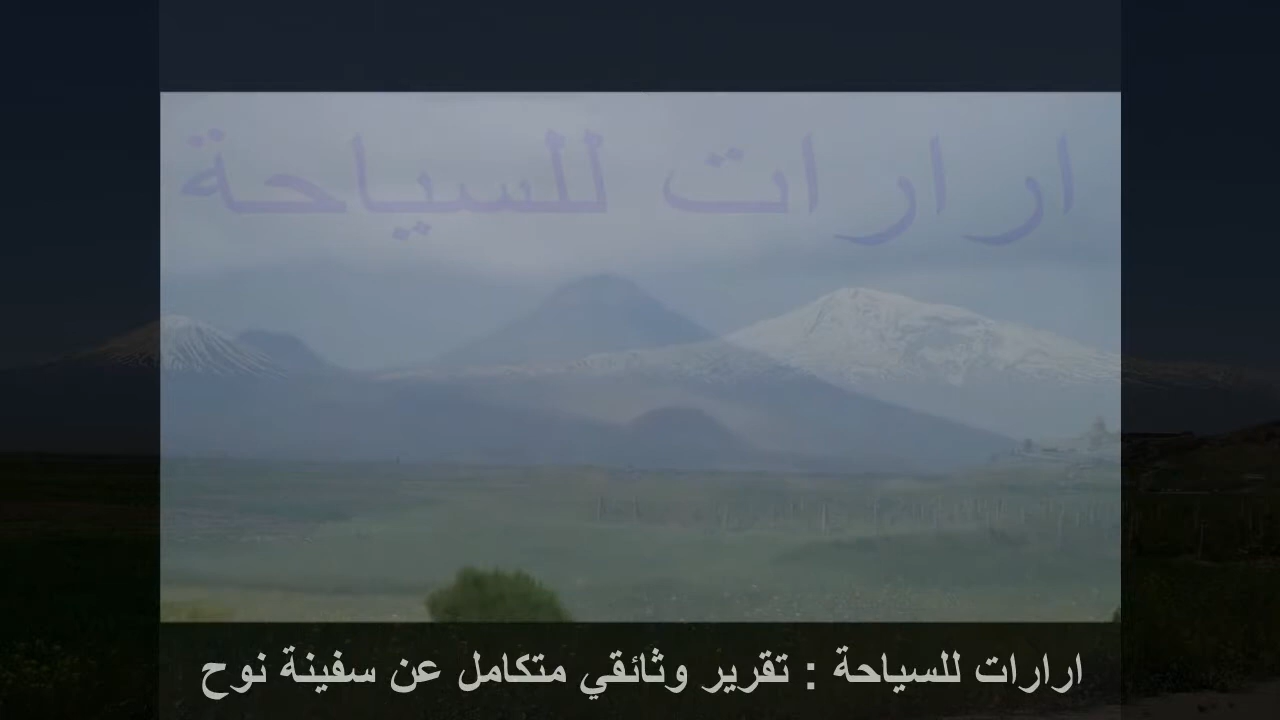 ارارات للسياحة
ارارات للسياحة : تقرير وثائقي متكامل عن سفينة نوح